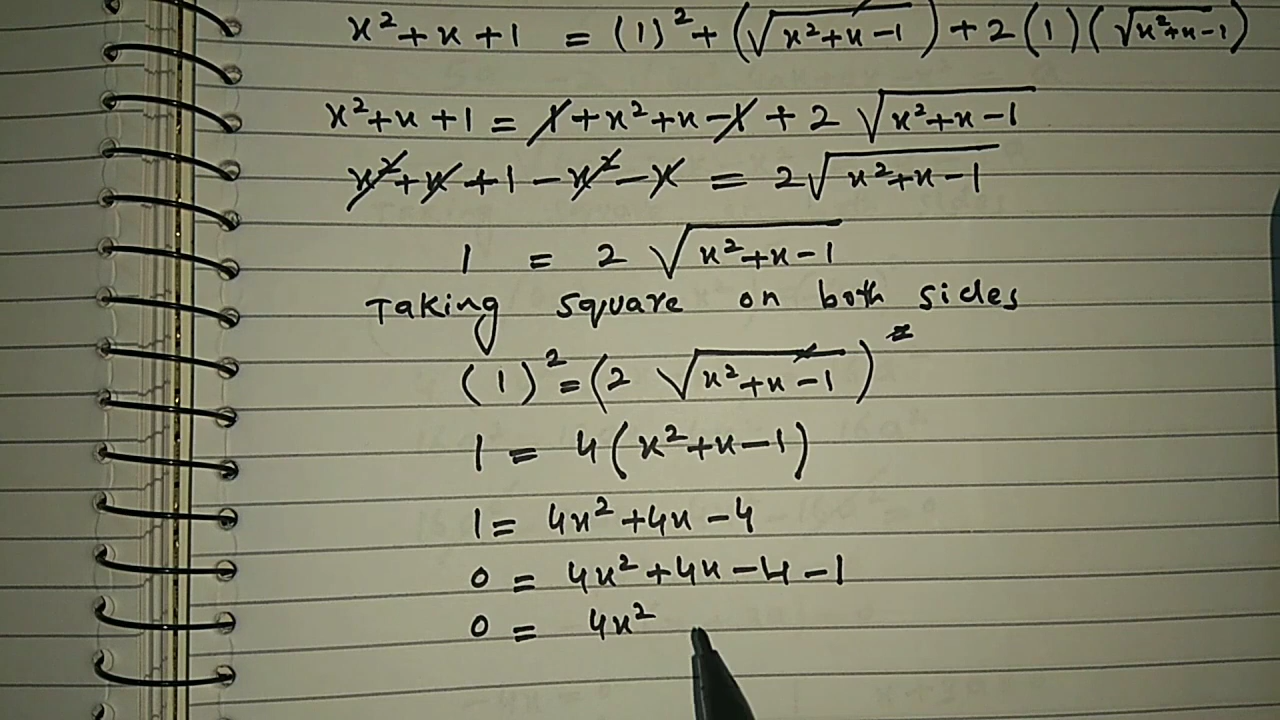 x² + x + 1 = (1)² + (√x² + x - 1) + 2(1)(√x² + x - 1)
x² + x + 1 = 1 + x² + x - 1 + 2 √x² + x - 1
x² + x + 1 - x² - x = 2√x² + x - 1
1 = 2 √x² + x - 1
Taking square on both sides
(1)² = (2 √x² + x - 1)²
1 = 4(x² + x - 1)
1 = 4x² + 4x - 4
0 = 4x² + 4x - 4 - 1
0 = 4x²